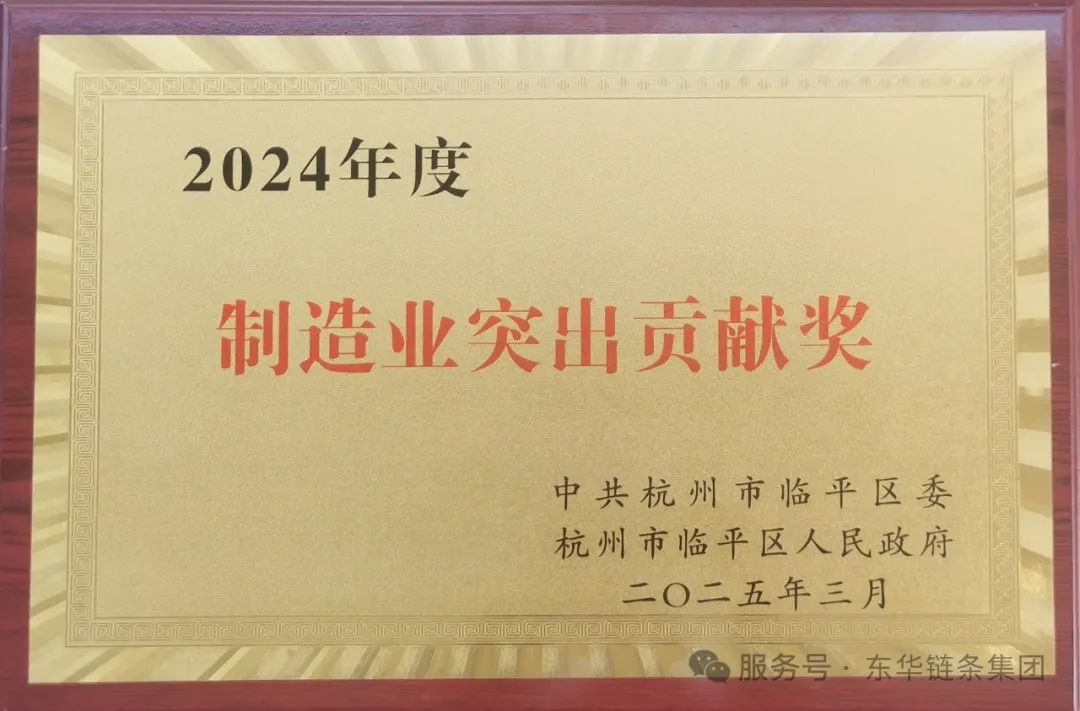 2024年度
制造业突出贡献奖
中共杭州市临平区委
杭州市临平区人民政府
二〇二五年三月
服务号·东华链条集团